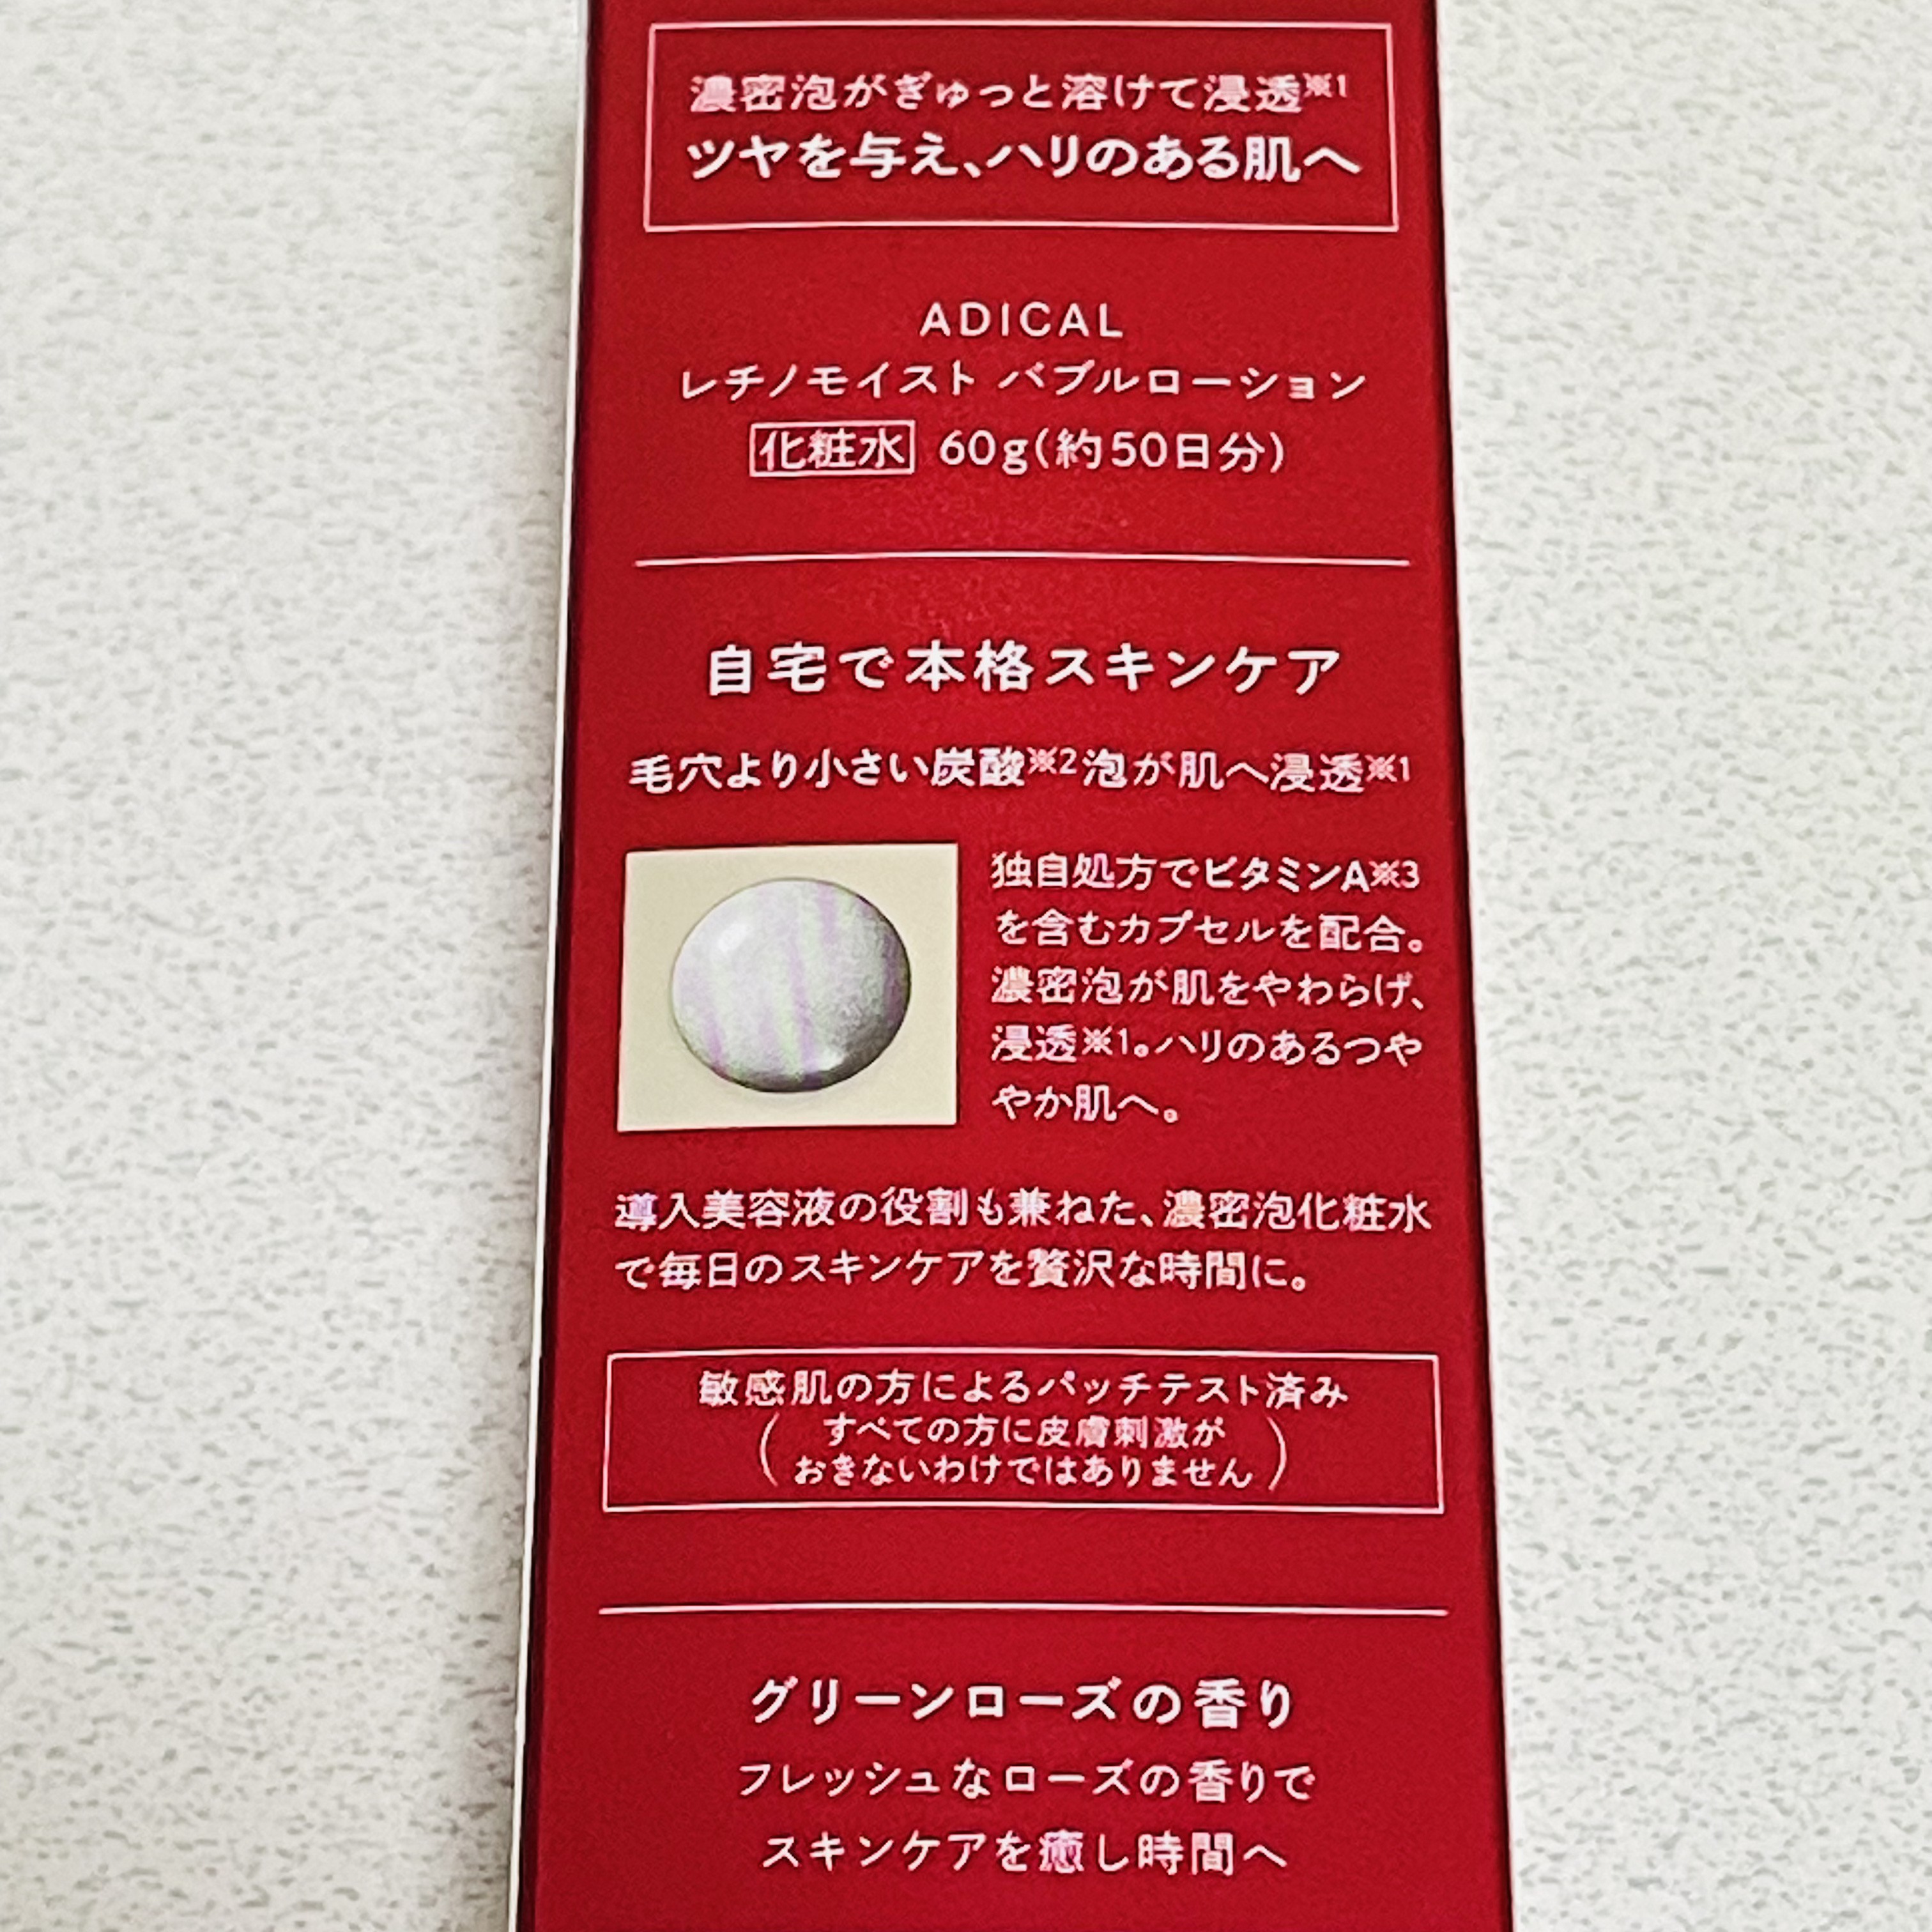 濃密泡がぎゅっと溶けて浸透※1
ツヤを与え、ハリのある肌へ
ADICAL
レチノモイスト バブルローション
化粧水 60g(約50日分)
自宅で本格スキンケア
毛穴より小さい炭酸※2泡が肌へ浸透※1
独自処方でビタミンA※3
を含むカプセルを配合。
濃密泡が肌をやわらげ、
浸透※1。ハリのあるつや
やか肌へ。
導入美容液の役割も兼ねた、濃密泡化粧水
で毎日のスキンケアを贅沢な時間に。
敏感肌の方によるパッチテスト済み
(すべての方に皮膚刺激が
おきないわけではありません)
グリーンローズの香り
フレッシュなローズの香りで
スキンケアを癒し時間へ